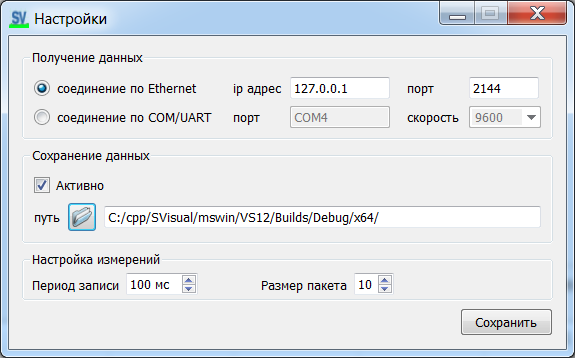 SV Настройки
Получение данных
соединение по Ethernet ip адрес 127.0.0.1 порт 2144
соединение по COM/UART порт COM4 скорость 9600
Сохранение данных
Активно
путь C:/cpp/SVisual/mswin/VS12/Builds/Debug/x64/
Настройка измерений
Период записи 100 мс Размер пакета 10
Сохранить